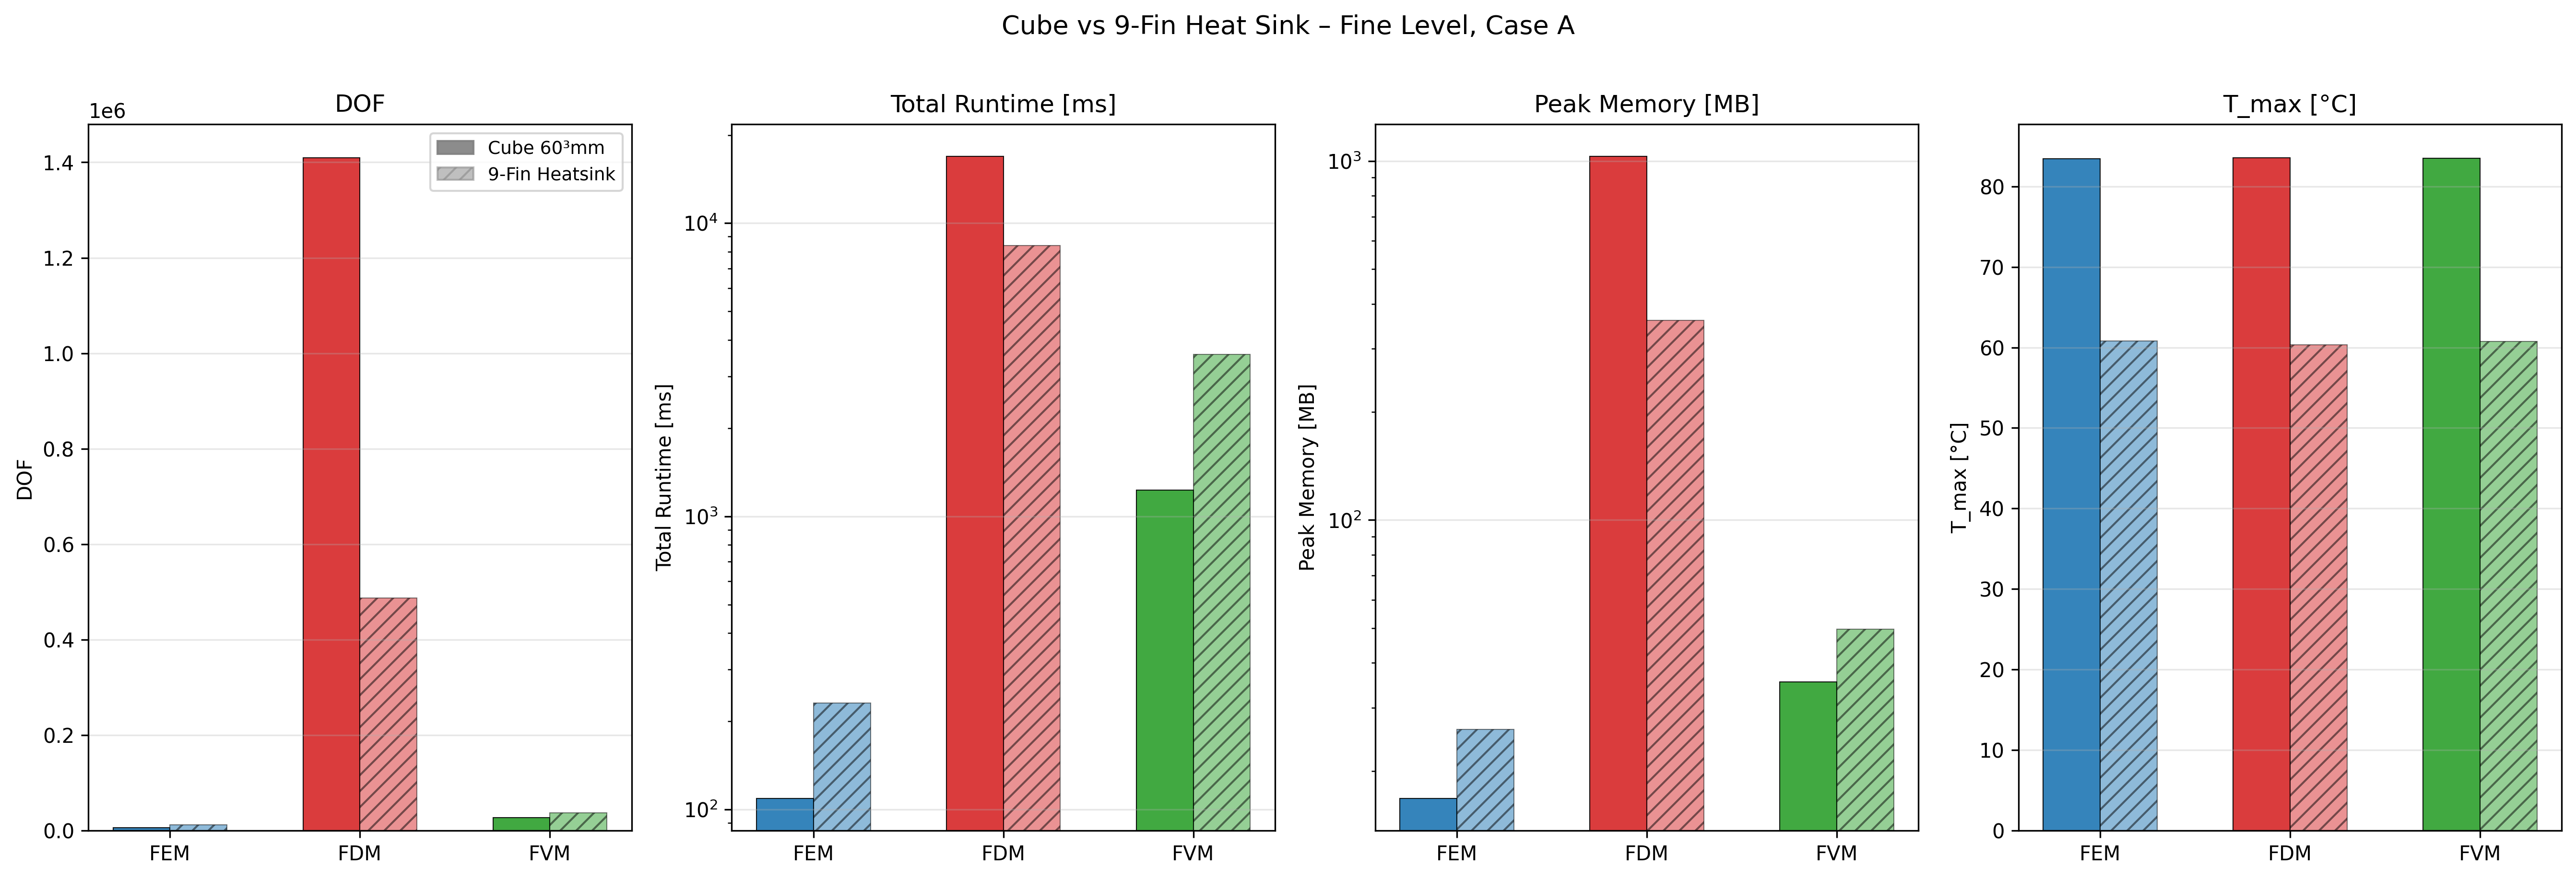 Cube vs 9-Fin Heat Sink – Fine Level, Case A
DOF
1e6
DOF
1.4
1.2
1.0
0.8
0.6
0.4
0.2
0.0
Cube 60³mm
9-Fin Heatsink
FEM FDM FVM
Total Runtime [ms]
Total Runtime [ms]
10⁴
10³
10²
FEM FDM FVM
Peak Memory [MB]
Peak Memory [MB]
10³
10²
FEM FDM FVM
T_max [°C]
T_max [°C]
80
70
60
50
40
30
20
10
0
FEM FDM FVM